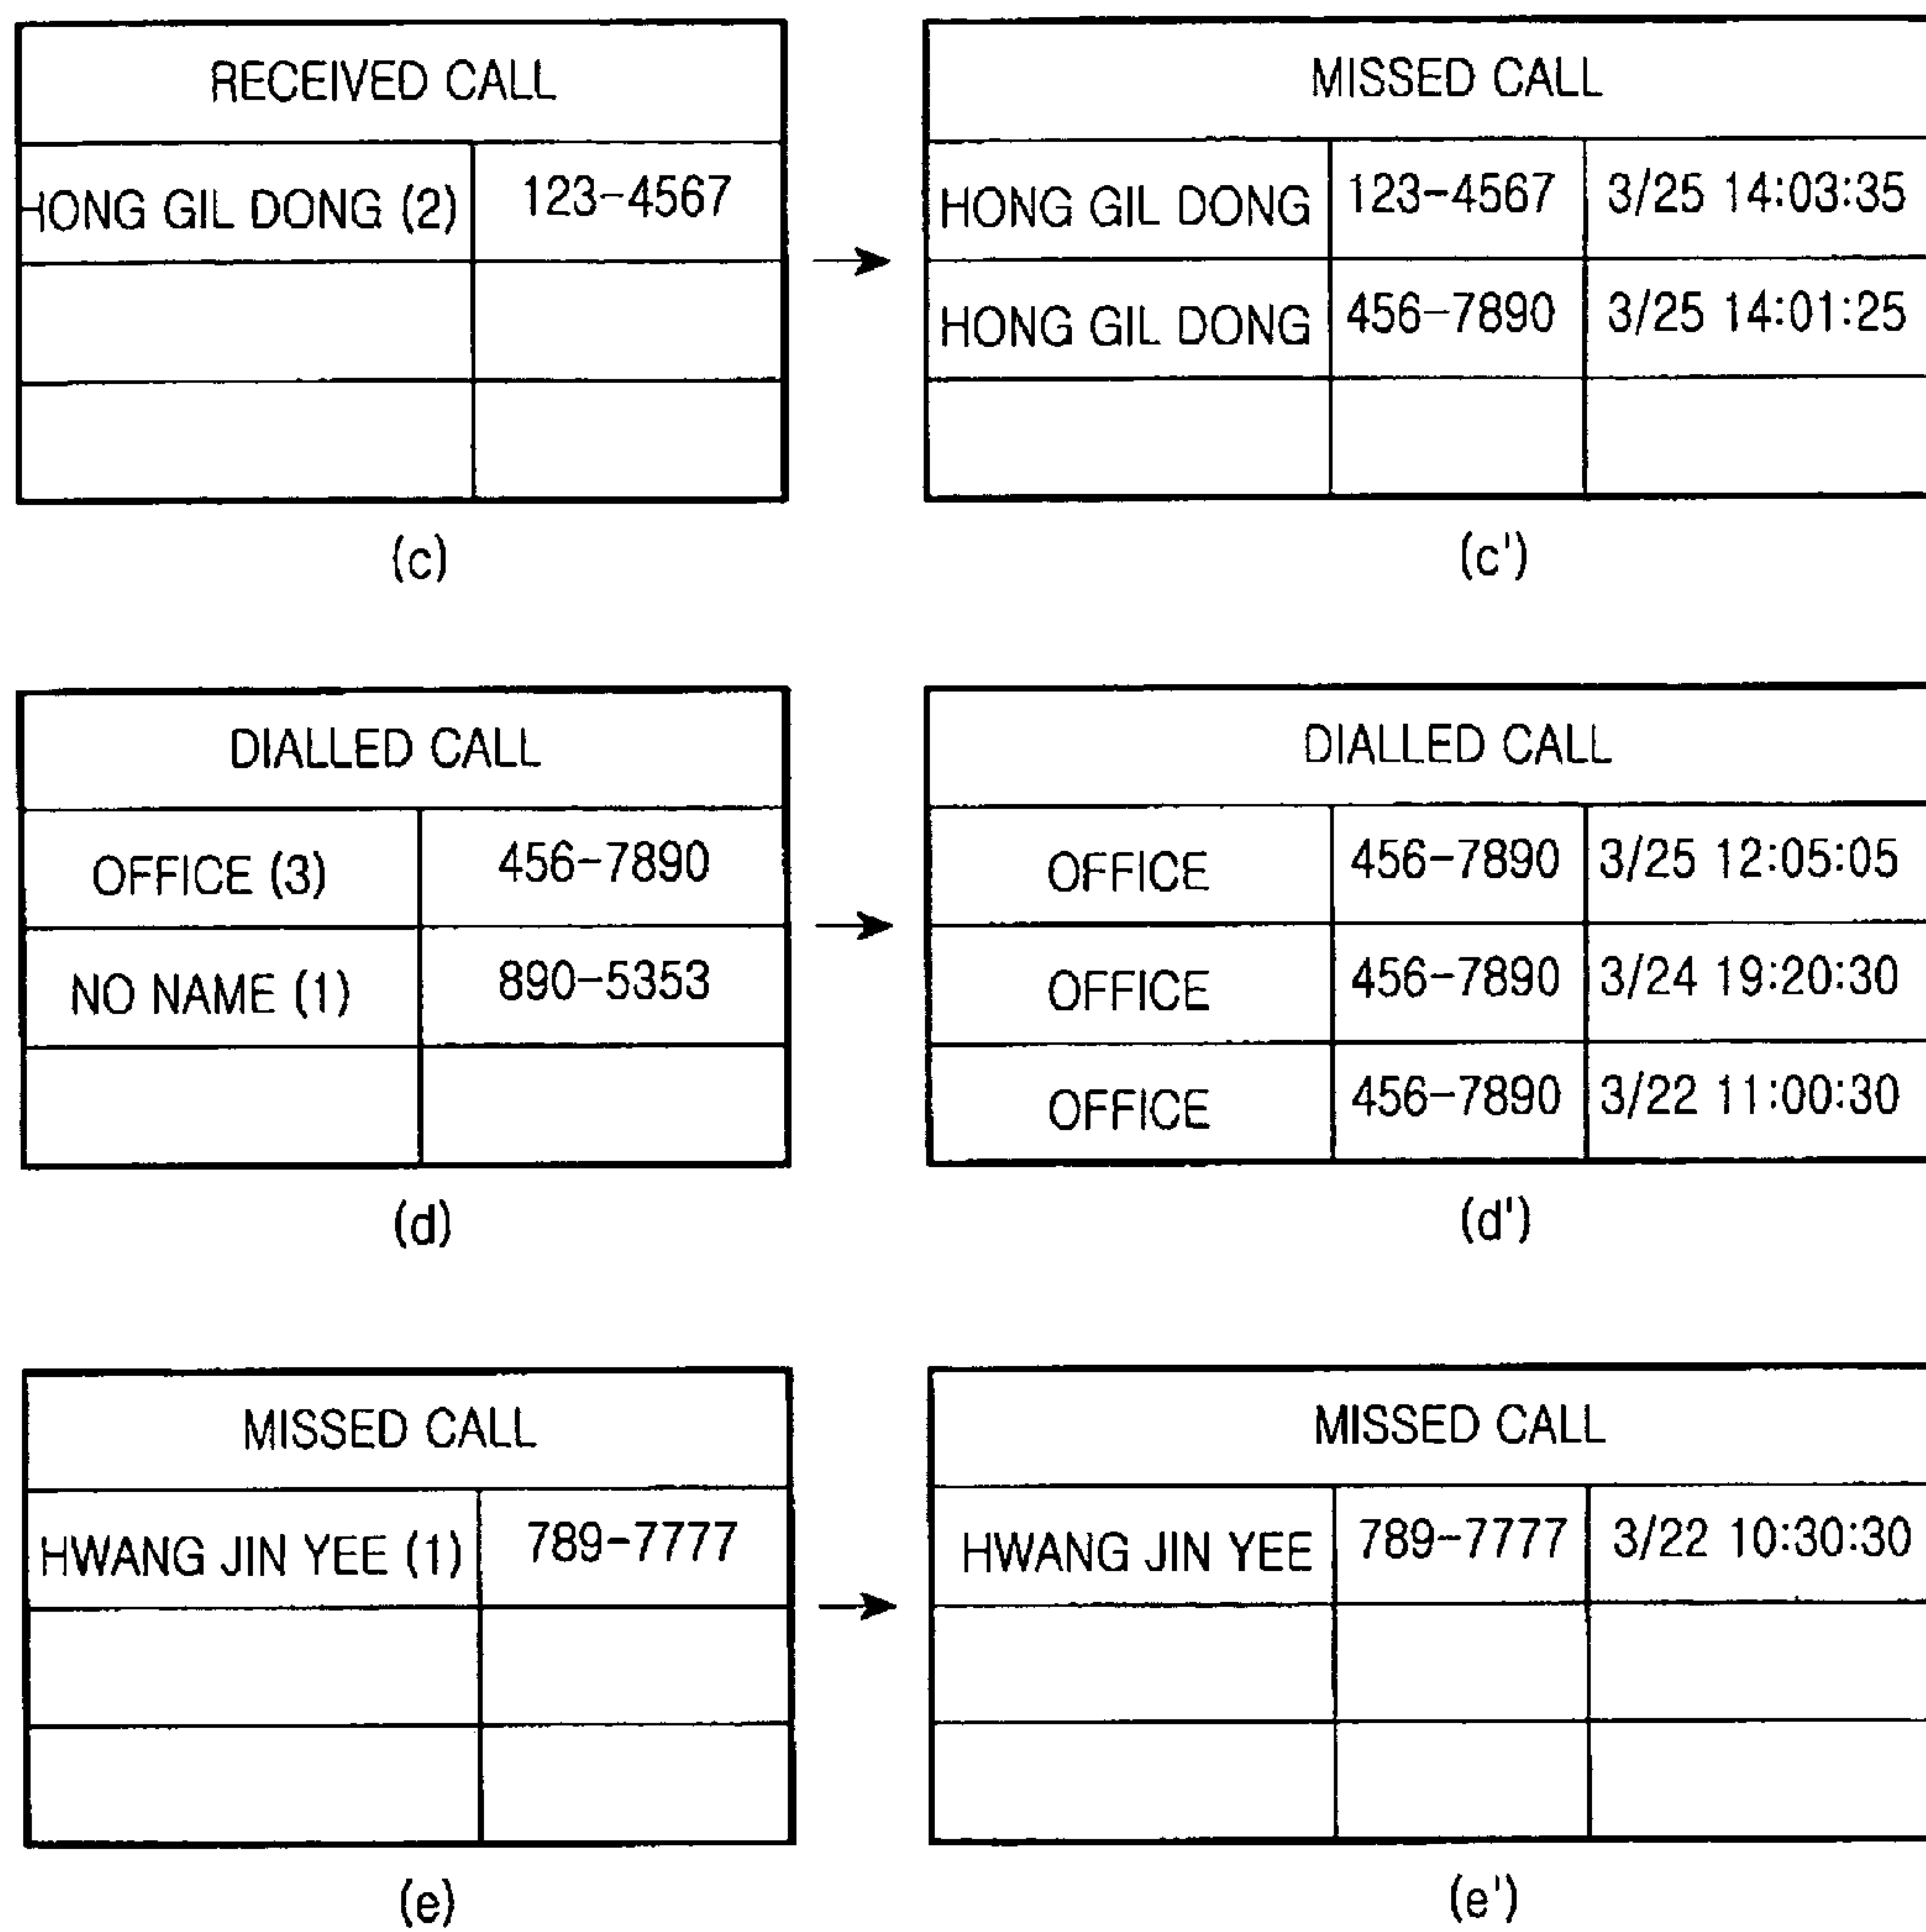 RECEIVED CALL
HONG GIL DONG (2) 123-4567
(c)
MISSED CALL
HONG GIL DONG 123-4567 3/25 14:03:35
HONG GIL DONG 456-7890 3/25 14:01:25
(c')
DIALLED CALL
OFFICE (3) 456-7890
NO NAME (1) 890-5353
(d)
DIALLED CALL
OFFICE 456-7890 3/25 12:05:05
OFFICE 456-7890 3/24 19:20:30
OFFICE 456-7890 3/22 11:00:30
(d')
MISSED CALL
HWANG JIN YEE (1) 789-7777
(e)
MISSED CALL
HWANG JIN YEE 789-7777 3/22 10:30:30
(e')